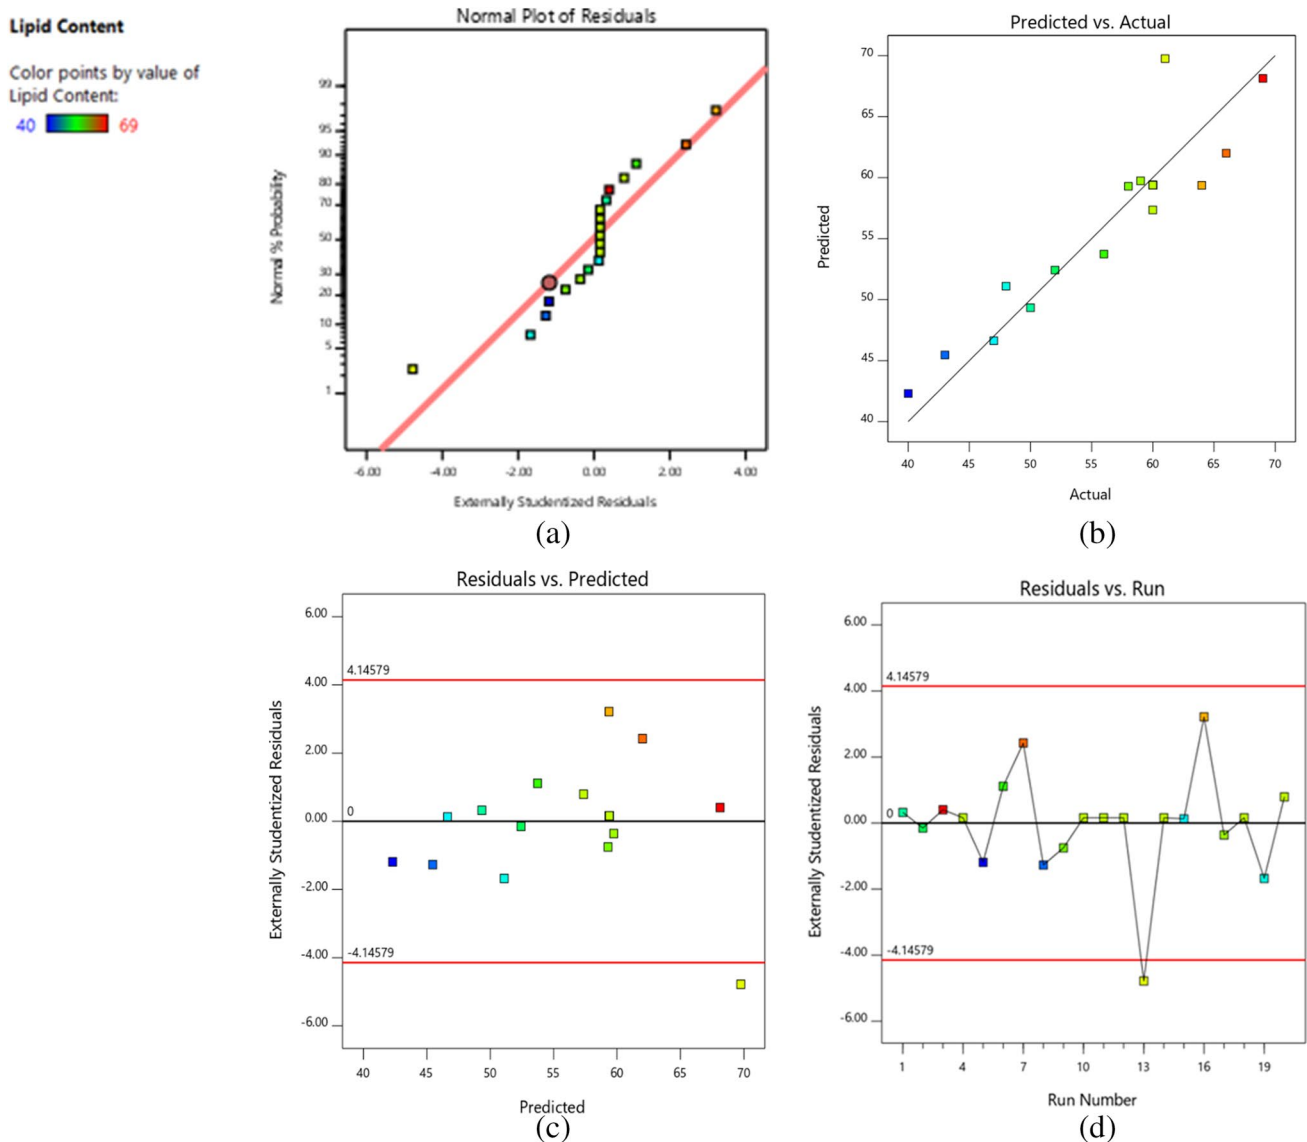 Lipid Content
Color points by value of
Lipid Content:
40 69
Normal Plot of Residuals
Normal % Probability
99
95
90
80
70
50
30
20
10
5
1
-6.00 -4.00 -2.00 0.00 2.00 4.00
Externally Studentized Residuals
(a)
Predicted vs. Actual
Predicted
70
65
60
55
50
45
40
40 45 50 55 60 65 70
Actual
(b)
Residuals vs. Predicted
Externally Studentized Residuals
6.00
4.14579
4.00
2.00
0
0.00
-2.00
-4.14579
-4.00
-6.00
40 45 50 55 60 65 70
Predicted
(c)
Residuals vs. Run
Externally Studentized Residuals
6.00
4.14579
4.00
2.00
0
0.00
-2.00
-4.14579
-4.00
-6.00
1 4 7 10 13 16 19
Run Number
(d)